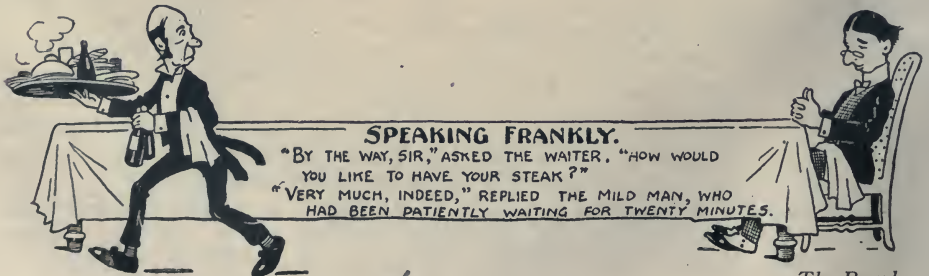 SPEAKING FRANKLY.
"BY THE WAY, SIR," ASKED THE WAITER. "HOW WOULD
YOU LIKE TO HAVE YOUR STEAK?"
"VERY MUCH, INDEED," REPLIED THE MILD MAN, WHO
HAD BEEN PATIENTLY WAITING FOR TWENTY MINUTES.